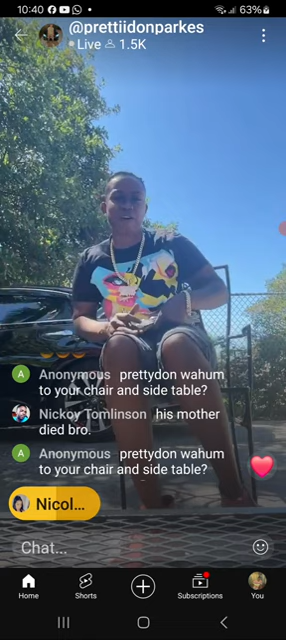 10:40
63%
@prettiidonparkes
Live 1.5K
A Anonymous prettydon wahum
to your chair and side table?
Nickoy Tomlinson his mother
died bro.
A Anonymous prettydon wahum
to your chair and side table?
Nicol...
Chat...
Home Shorts Subscriptions You